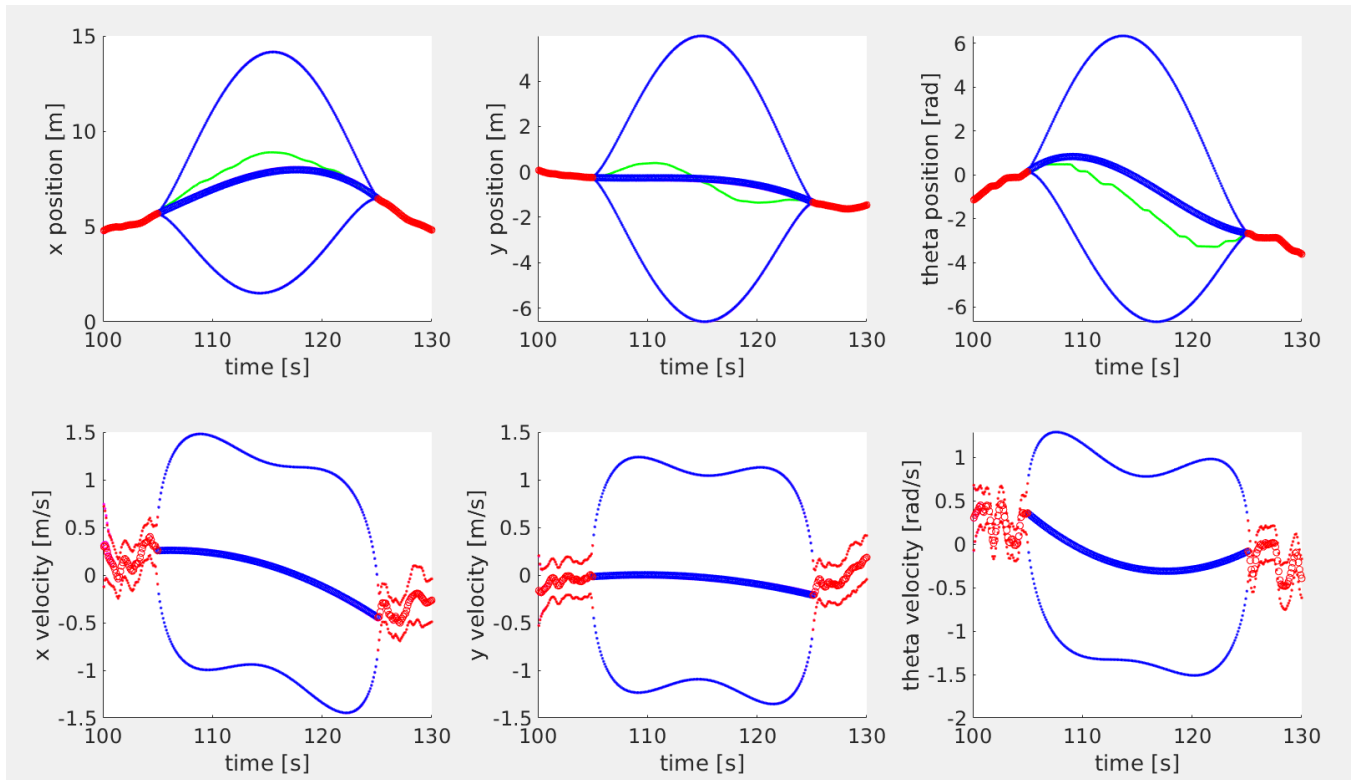 15
10
5
0
x position [m]
100 110 120 130
time [s]
4
2
0
-2
-4
-6
y position [m]
100 110 120 130
time [s]
6
4
2
0
-2
-4
-6
theta position [rad]
100 110 120 130
time [s]
1.5
1
0.5
0
-0.5
-1
-1.5
x velocity [m/s]
100 110 120 130
time [s]
1.5
1
0.5
0
-0.5
-1
-1.5
y velocity [m/s]
100 110 120 130
time [s]
1
0.5
0
-0.5
-1
-1.5
-2
theta velocity [rad/s]
100 110 120 130
time [s]